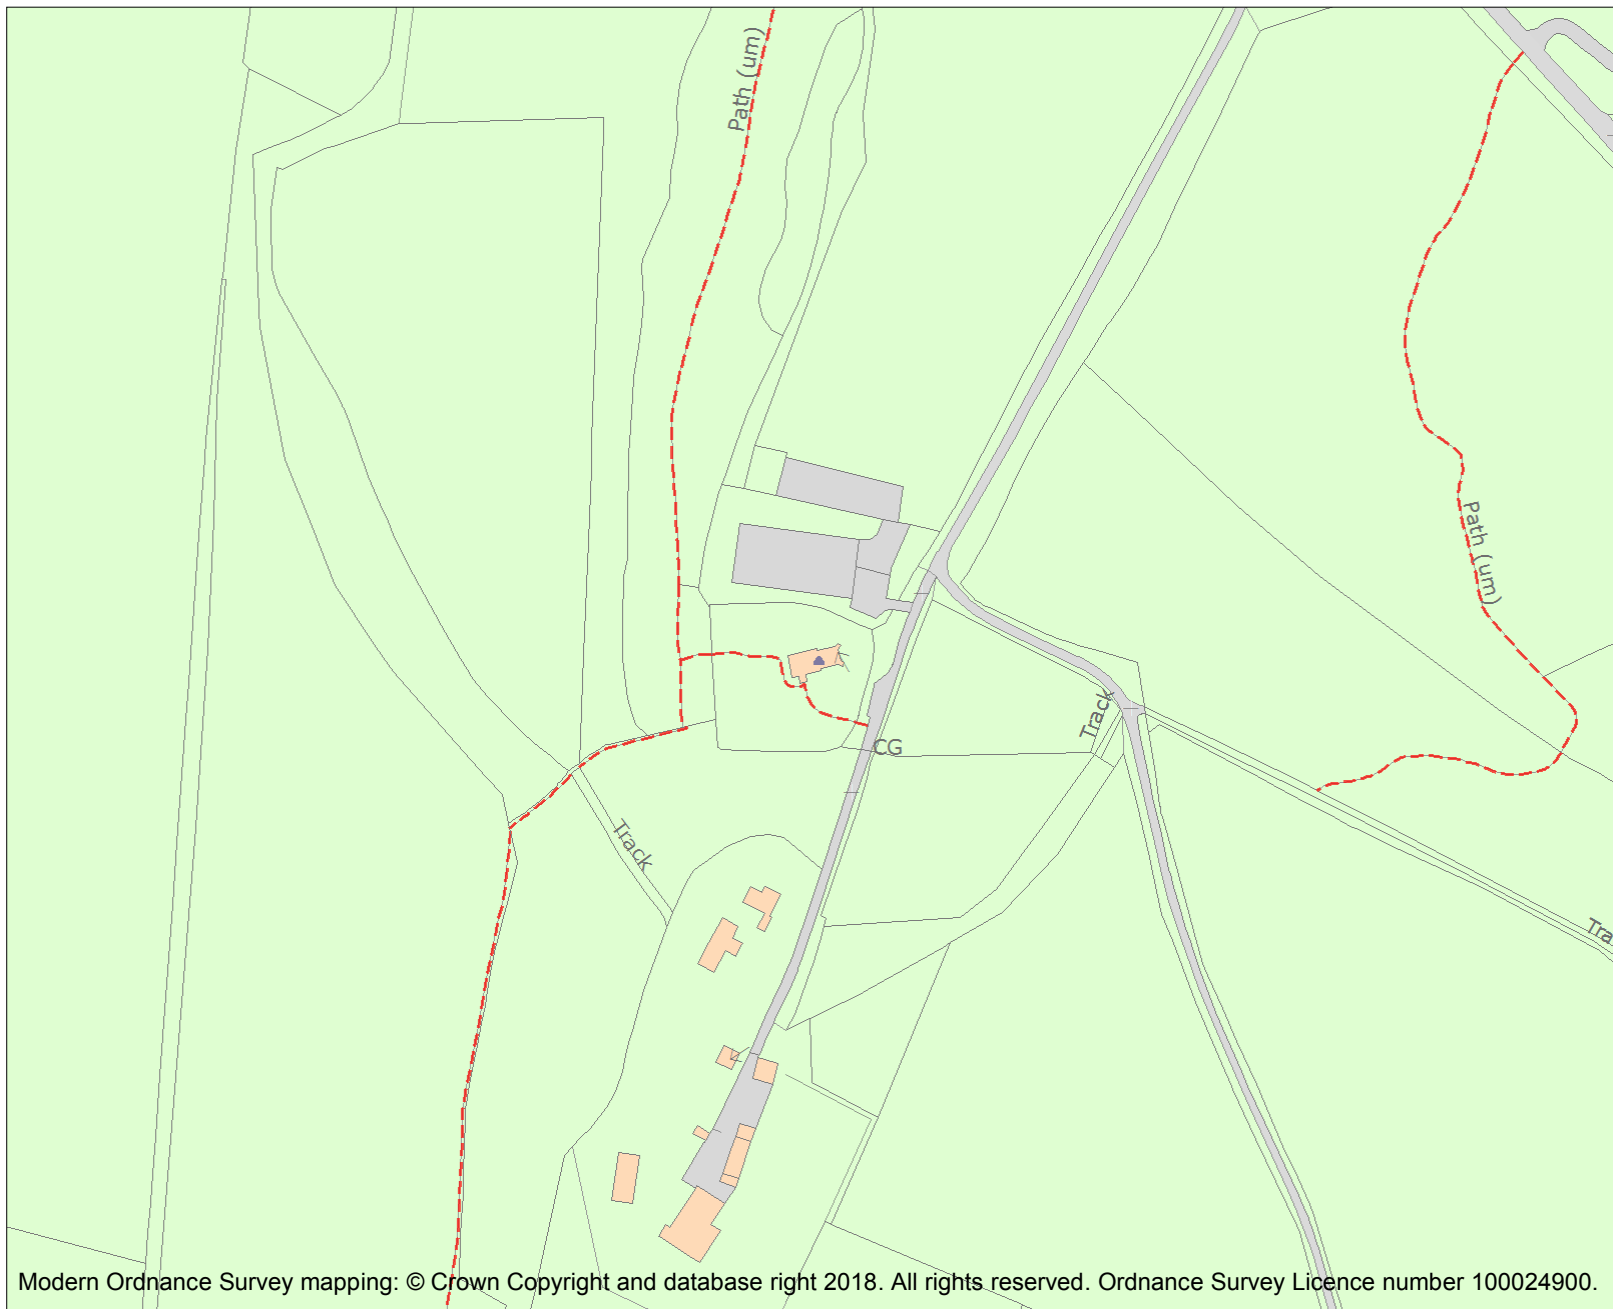 Path (um)
Path (um)
Track
CG
Track
Tra
Modern Ordnance Survey mapping: © Crown Copyright and database right 2018. All rights reserved. Ordnance Survey Licence number 100024900.